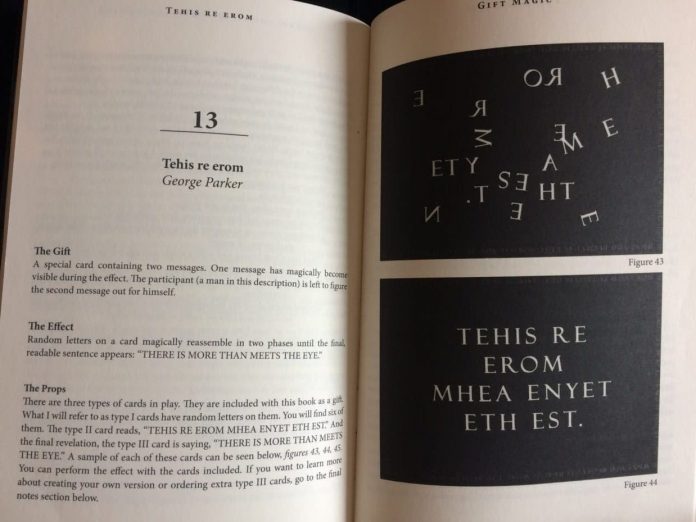 TEHIS RE EROM
13
Tehis re erom
George Parker
The Gift
A special card containing two messages. One message has magically become
visible during the effect. The participant (a man in this description) is left to figure
the second message out for himself.
The Effect
Random letters on a card magically reassemble in two phases until the final,
readable sentence appears: “THERE IS MORE THAN MEETS THE EYE.”
The Props
There are three types of cards in play. They are included with this book as a gift.
What I will refer to as type I cards have random letters on them. You will find six of
them. The type II card reads, “TEHIS RE EROM MHEA ENYET ETH EST.” And
the final revelation, the type III card is saying, “THERE IS MORE THAN MEETS
THE EYE.” A sample of each of these cards can be seen below, figures 43, 44, 45.
You can perform the effect with the cards included. If you want to learn more
about creating your own version or ordering extra type III cards, go to the final
notes section below.
GIFT MAGIC
E R O R H
M E M E
ETY A
S E HT
. T
N E E
Figure 43
TEHIS RE
EROM
MHEA ENYET
ETH EST.
Figure 44